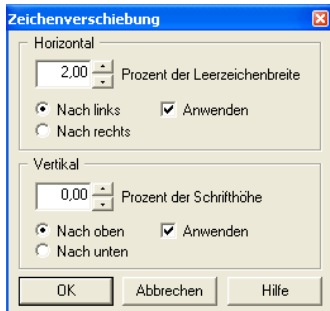 Zeichenverschiebung
Horizontal
2,00 Prozent der Leerzeichenbreite
Nach links Anwenden
Nach rechts
Vertikal
0,00 Prozent der Schrifthöhe
Nach oben Anwenden
Nach unten
OK Abbrechen Hilfe